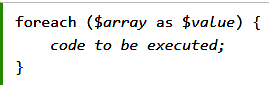 foreach ($array as $value) {
    code to be executed;
}